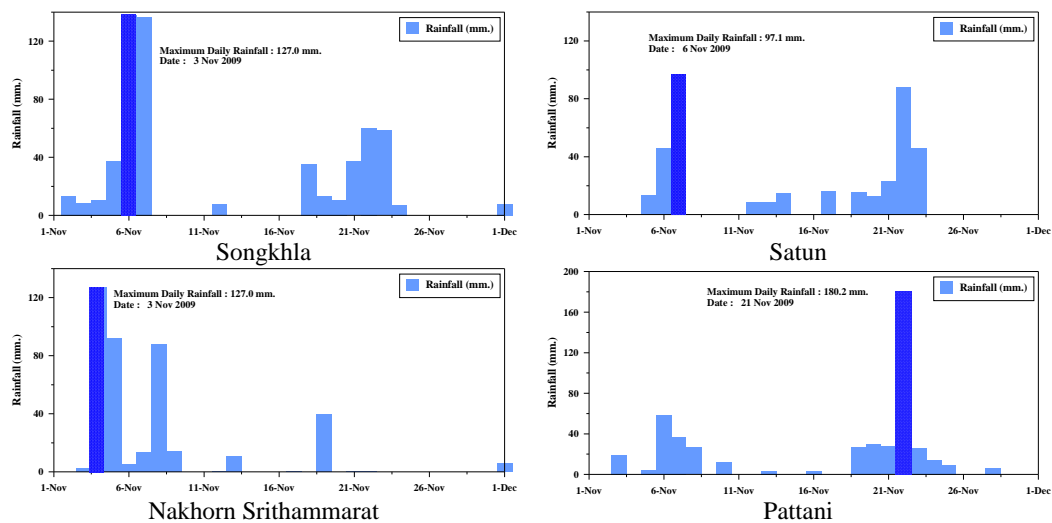 Rainfall (mm.)
Maximum Daily Rainfall : 127.0 mm.
Date : 3 Nov 2009
Rainfall (mm.)
120
80
40
0
1-Nov 6-Nov 11-Nov 16-Nov 21-Nov 26-Nov 1-Dec
Songkhla
Rainfall (mm.)
Maximum Daily Rainfall : 97.1 mm.
Date : 6 Nov 2009
Rainfall (mm.)
120
80
40
0
1-Nov 6-Nov 11-Nov 16-Nov 21-Nov 26-Nov 1-Dec
Satun
Rainfall (mm.)
Maximum Daily Rainfall : 127.0 mm.
Date : 3 Nov 2009
Rainfall (mm.)
120
80
40
0
1-Nov 6-Nov 11-Nov 16-Nov 21-Nov 26-Nov 1-Dec
Nakhorn Srithammarat
Rainfall (mm.)
Maximum Daily Rainfall : 180.2 mm.
Date : 21 Nov 2009
Rainfall (mm.)
200
160
120
80
40
0
1-Nov 6-Nov 11-Nov 16-Nov 21-Nov 26-Nov 1-Dec
Pattani